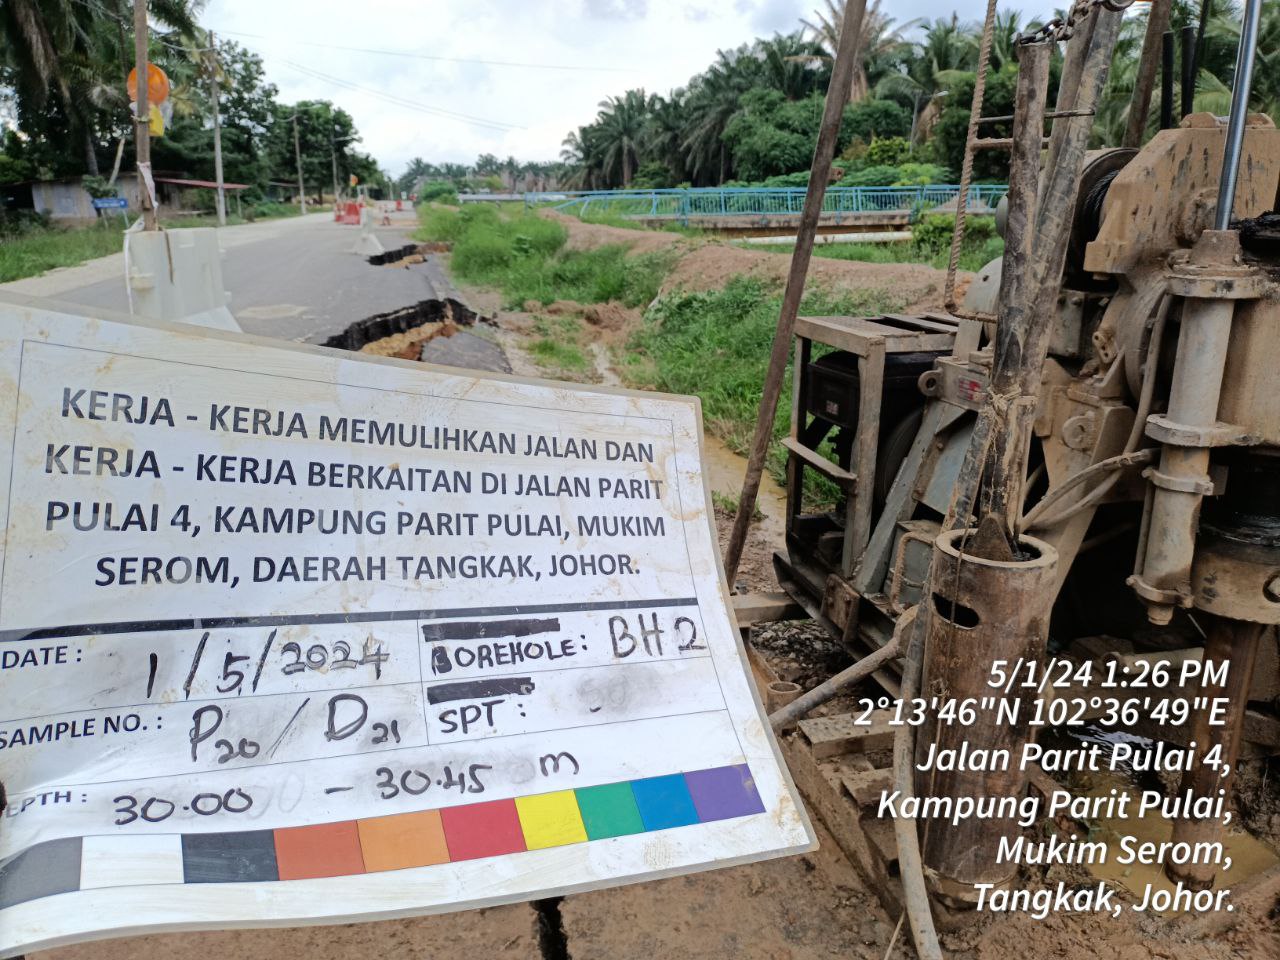 KERJA - KERJA MEMULIHKAN JALAN DAN
KERJA - KERJA BERKAITAN DI JALAN PARIT
PULAI 4, KAMPUNG PARIT PULAI, MUKIM
SEROM, DAERAH TANGKAK, JOHOR.
DATE : 1/5/2024
BOREHOLE: BH2
SAMPLE NO. : P20 / D21
SPT :
EPTH : 30.00 - 30.45 m
5/1/24 1:26 PM
2°13'46"N 102°36'49"E
Jalan Parit Pulai 4,
Kampung Parit Pulai,
Mukim Serom,
Tangkak, Johor.